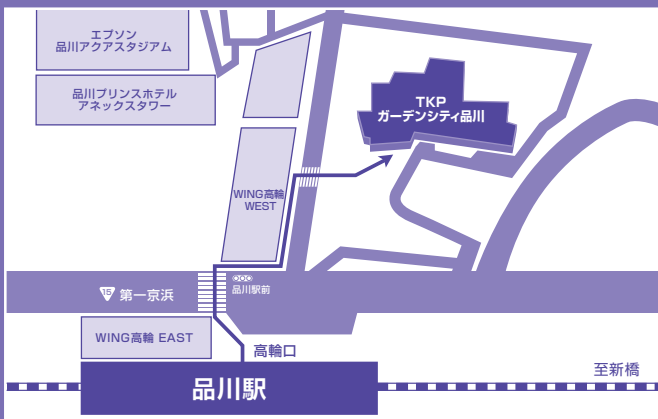 エプソン
品川アクアスタジアム
品川プリンスホテル
アネックスタワー
TKP
ガーデンシティ品川
WING高輪
WEST
15 第一京浜
品川駅前
WING高輪 EAST
高輪口
至新橋
品川駅